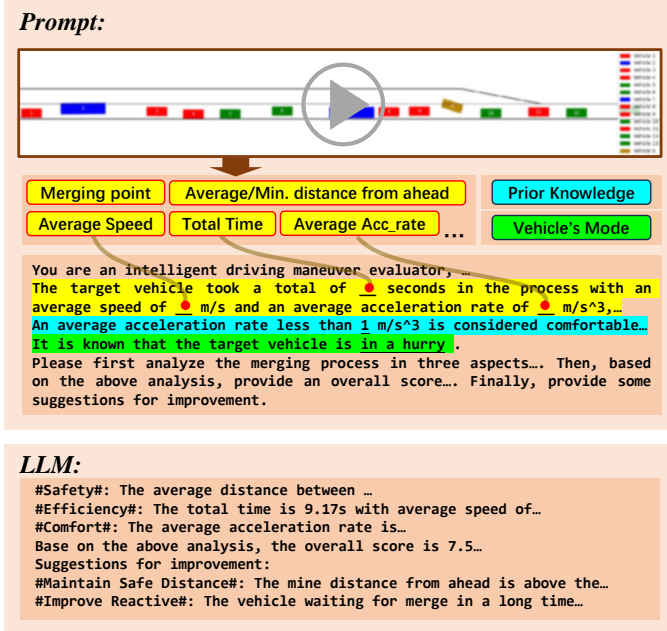 Prompt:
Merging point
Average/Min. distance from ahead
Prior Knowledge
Average Speed
Total Time
Average Acc_rate
...
Vehicle's Mode
You are an intelligent driving maneuver evaluator, …
The target vehicle took a total of __ seconds in the process with an
average speed of __ m/s and an average acceleration rate of __ m/s^3,…
An average acceleration rate less than 1 m/s^3 is considered comfortable…
It is known that the target vehicle is in a hurry .
Please first analyze the merging process in three aspects…. Then, based
on the above analysis, provide an overall score…. Finally, provide some
suggestions for improvement.
LLM:
#Safety#: The average distance between …
#Efficiency#: The total time is 9.17s with average speed of…
#Comfort#: The average acceleration rate is…
Base on the above analysis, the overall score is 7.5…
Suggestions for improvement:
#Maintain Safe Distance#: The mine distance from ahead is above the…
#Improve Reactive#: The vehicle waiting for merge in a long time…